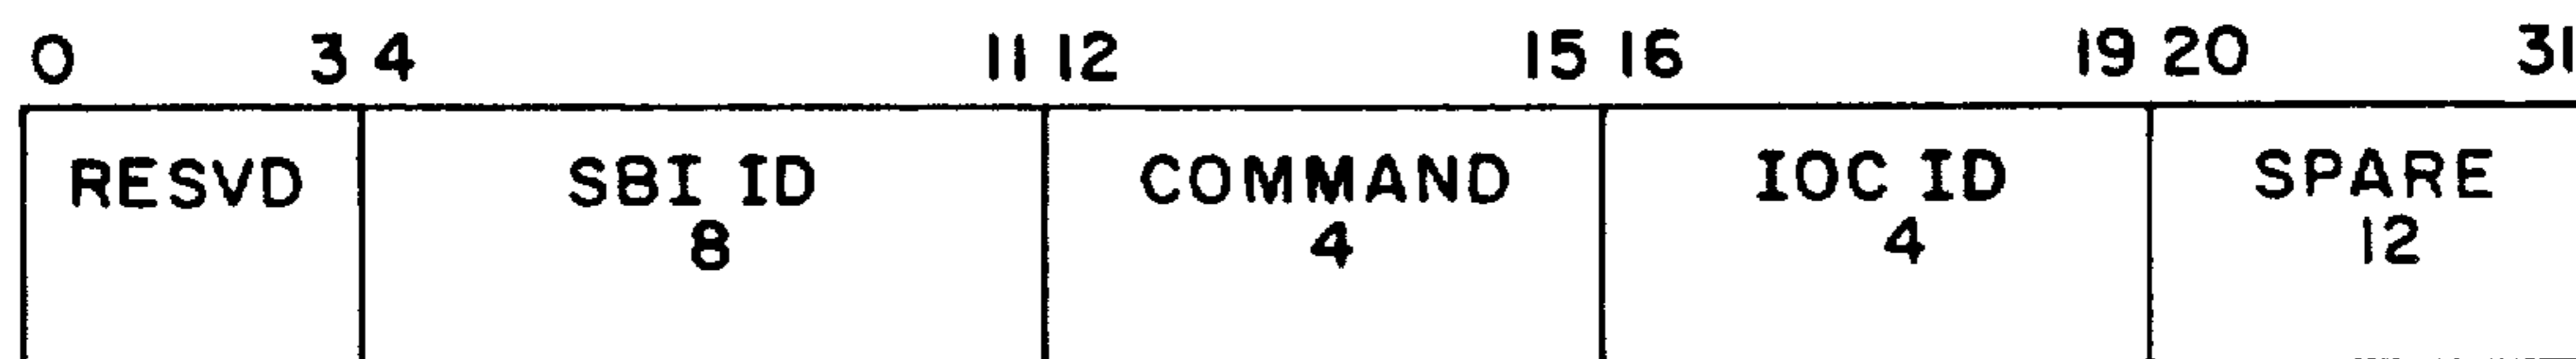 0 3 4 11 12 15 16 19 20 31
RESVD SBI ID COMMAND IOC ID SPARE
8 4 4 12